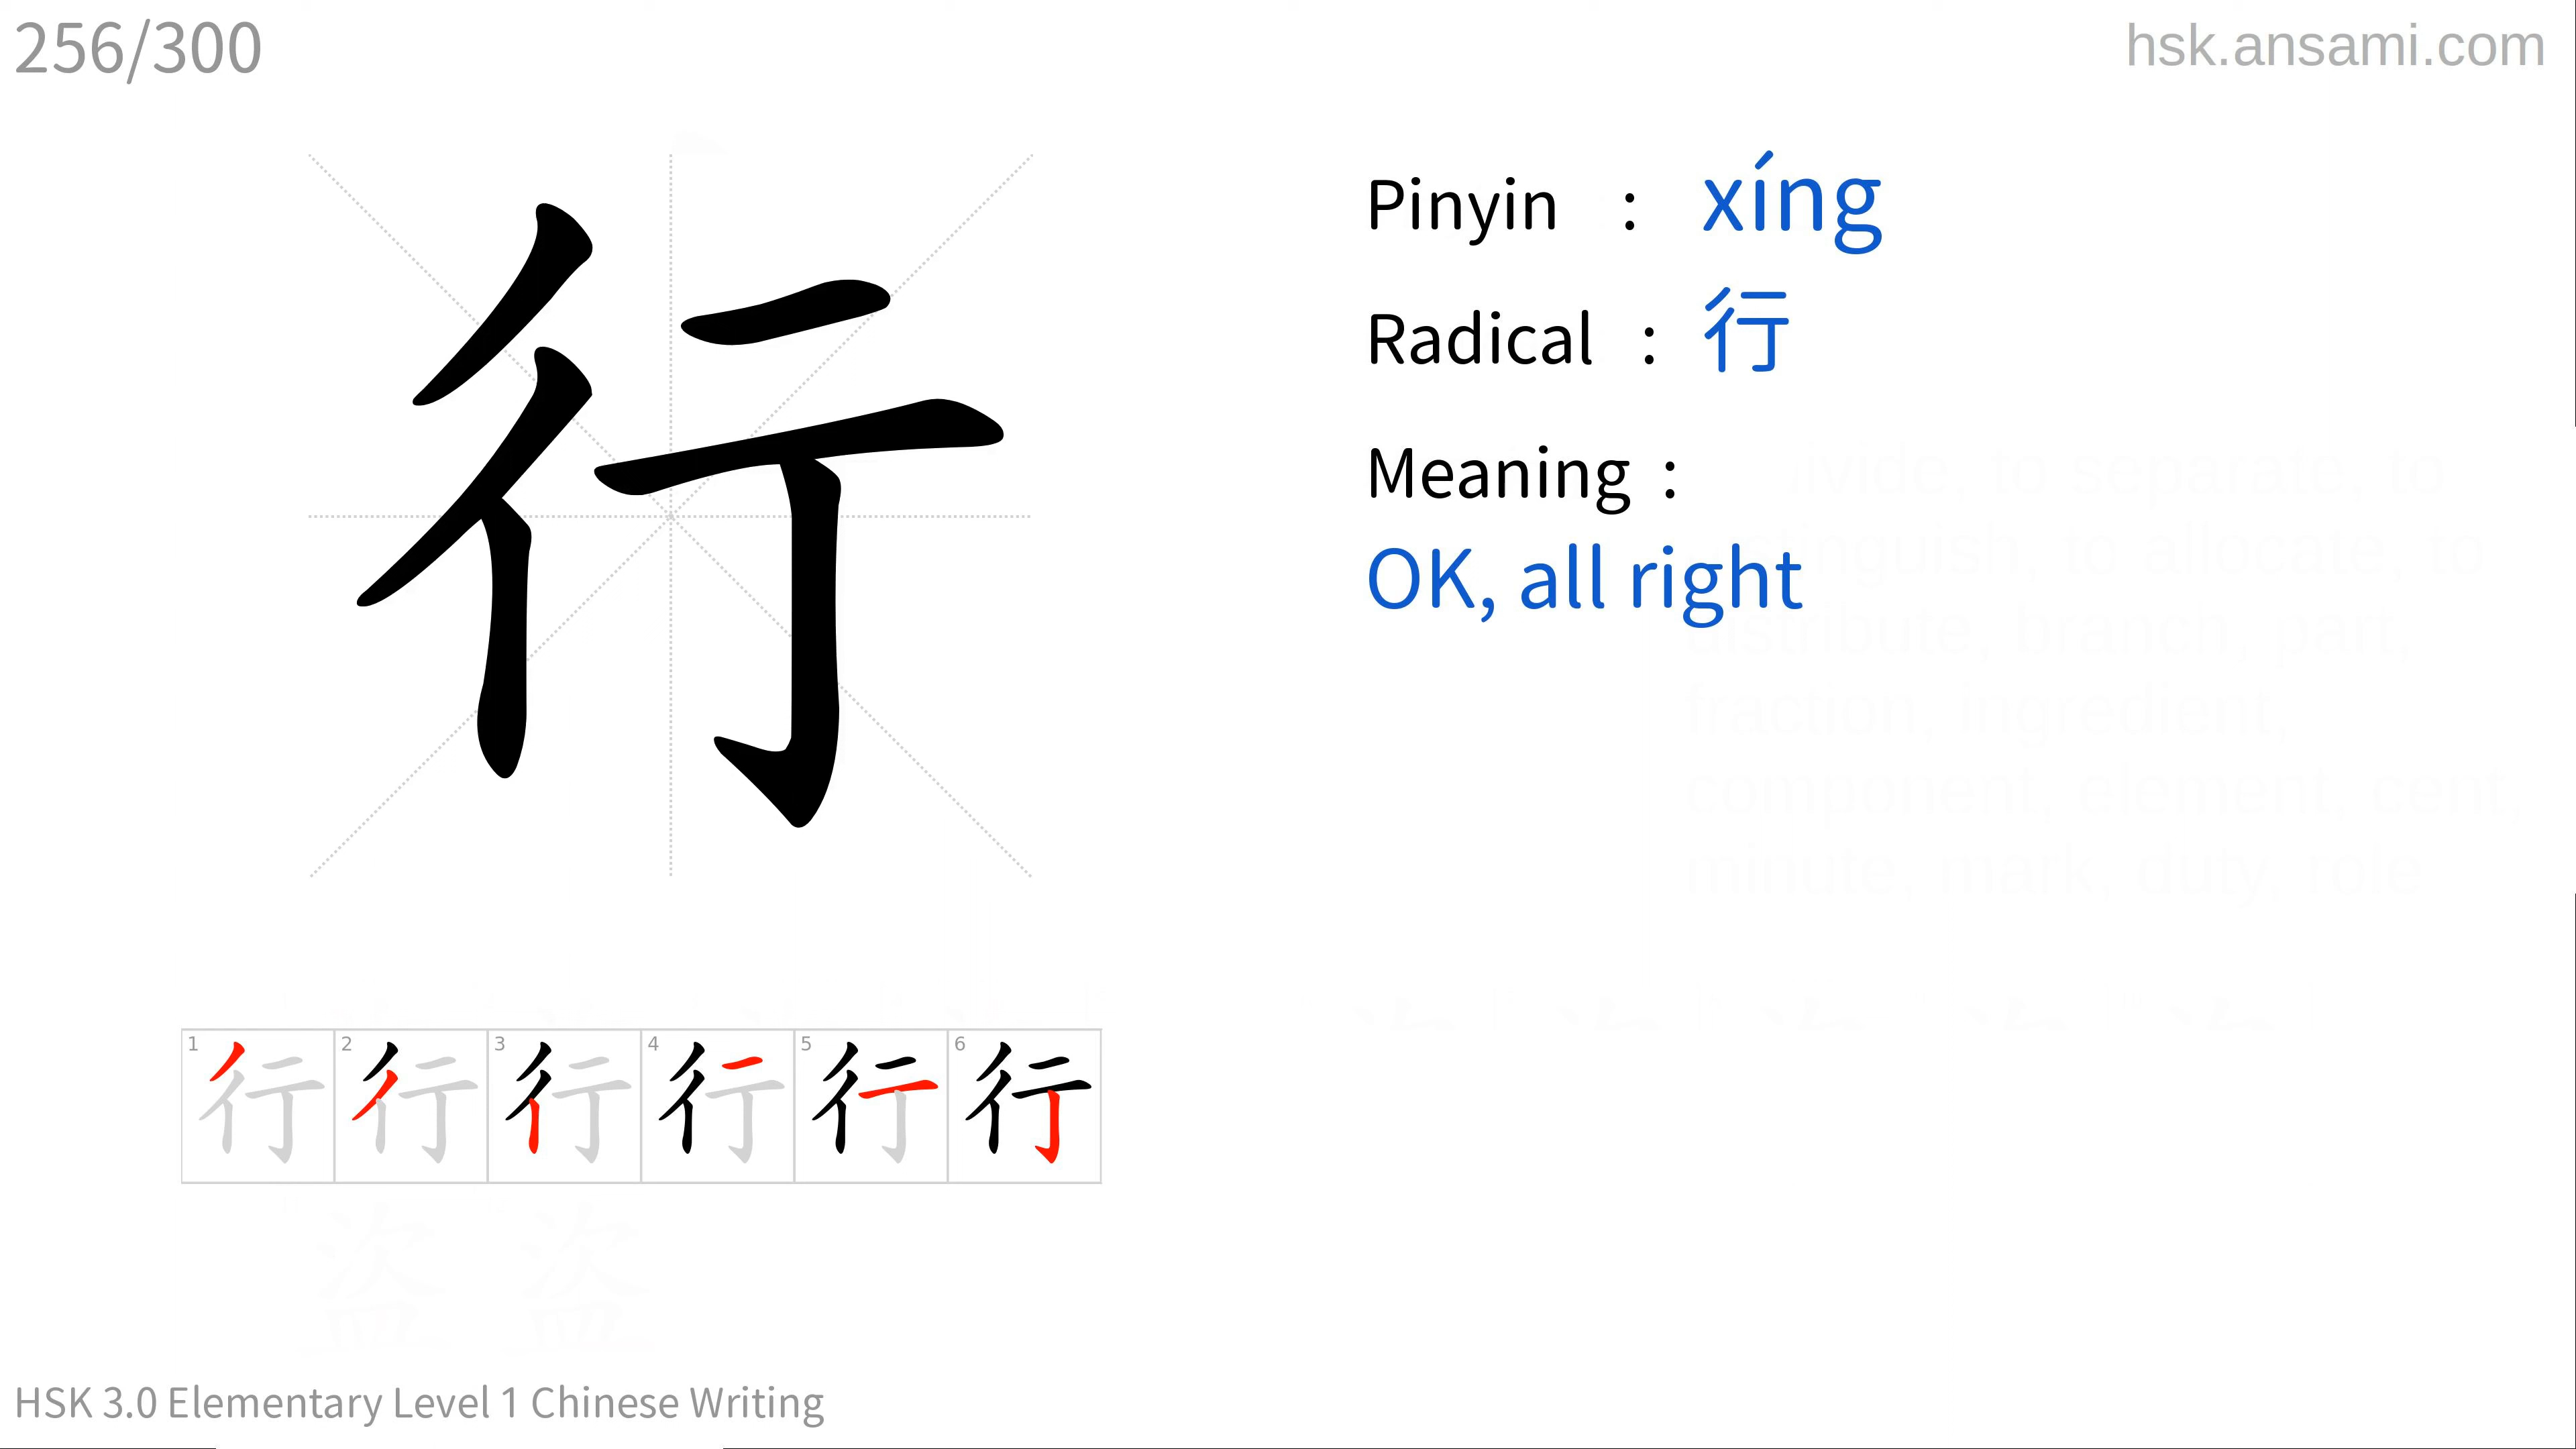 256/300
hsk.ansami.com
行
Pinyin : xíng
Radical : 行
Meaning :
OK, all right
1 行 2 行 3 行 4 行 5 行 6 行
HSK 3.0 Elementary Level 1 Chinese Writing